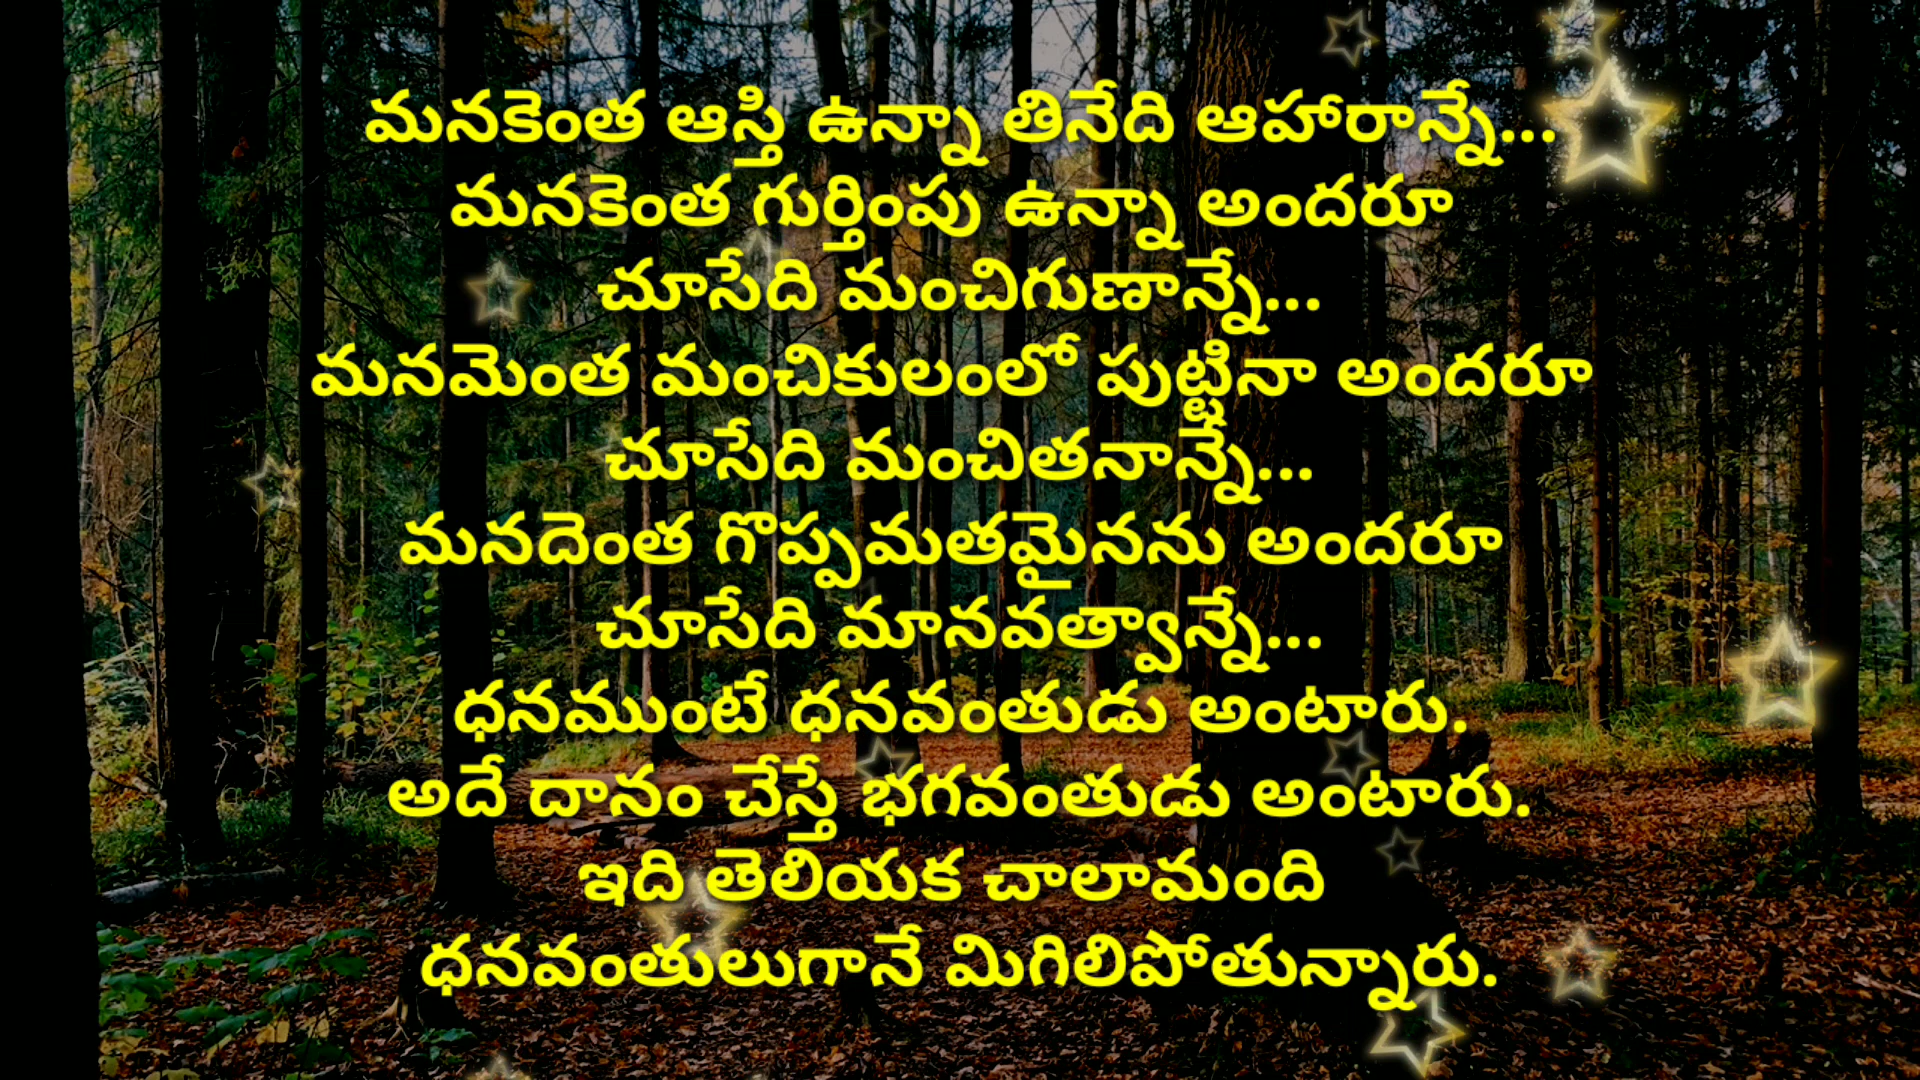 మనకెంత ఆస్తి ఉన్నా తినేది ఆహారాన్నే...
మనకెంత గుర్తింపు ఉన్నా అందరూ
చూసేది మంచిగుణాన్నే...
మనమెంత మంచికులంలో పుట్టినా అందరూ
చూసేది మంచితనాన్నే...
మనదెంత గొప్పమతమైనను అందరూ
చూసేది మానవత్వాన్నే...
ధనముంటే ధనవంతుడు అంటారు.
అదే దానం చేస్తే భగవంతుడు అంటారు.
ఇది తెలియక చాలామంది
ధనవంతులుగానే మిగిలిపోతున్నారు.